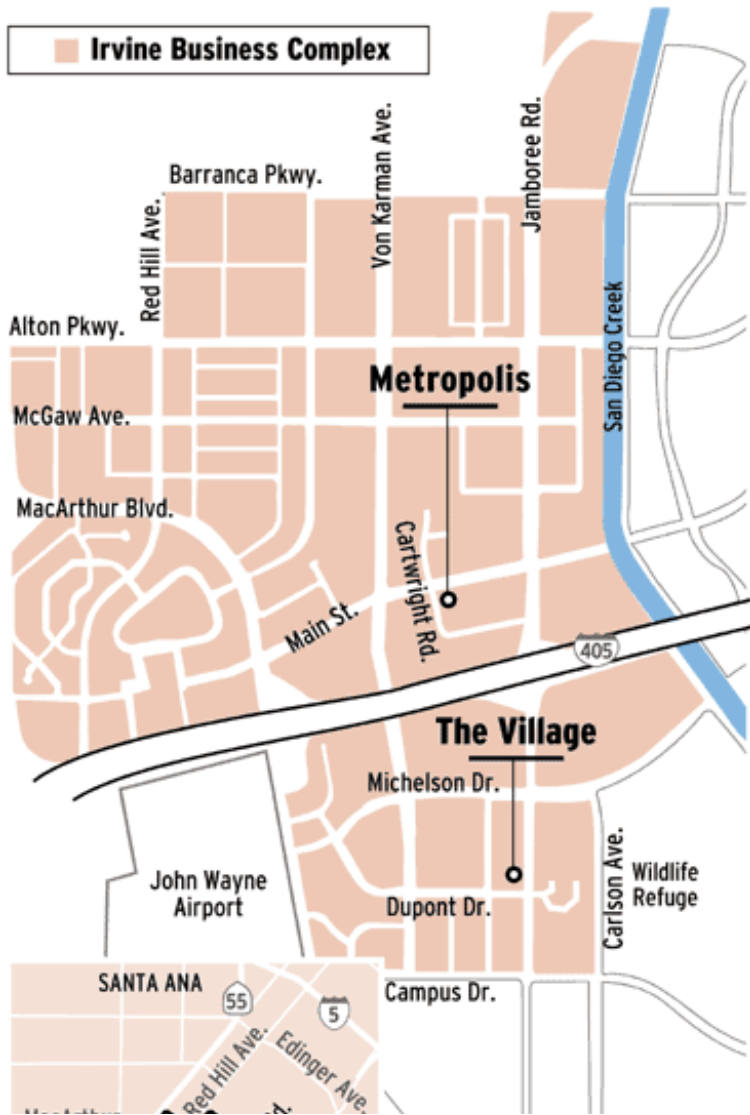 Irvine Business Complex
Barranca Pkwy.
Red Hill Ave.
Von Karman Ave.
Jamboree Rd.
Alton Pkwy.
San Diego Creek
Metropolis
McGaw Ave.
MacArthur Blvd.
Cartwright Rd.
Main St.
405
The Village
Michelson Dr.
John Wayne
Airport
Dupont Dr.
Carlson Ave.
Wildlife
Refuge
SANTA ANA
55
5
Campus Dr.
Red Hill Ave.
Edinger Ave.